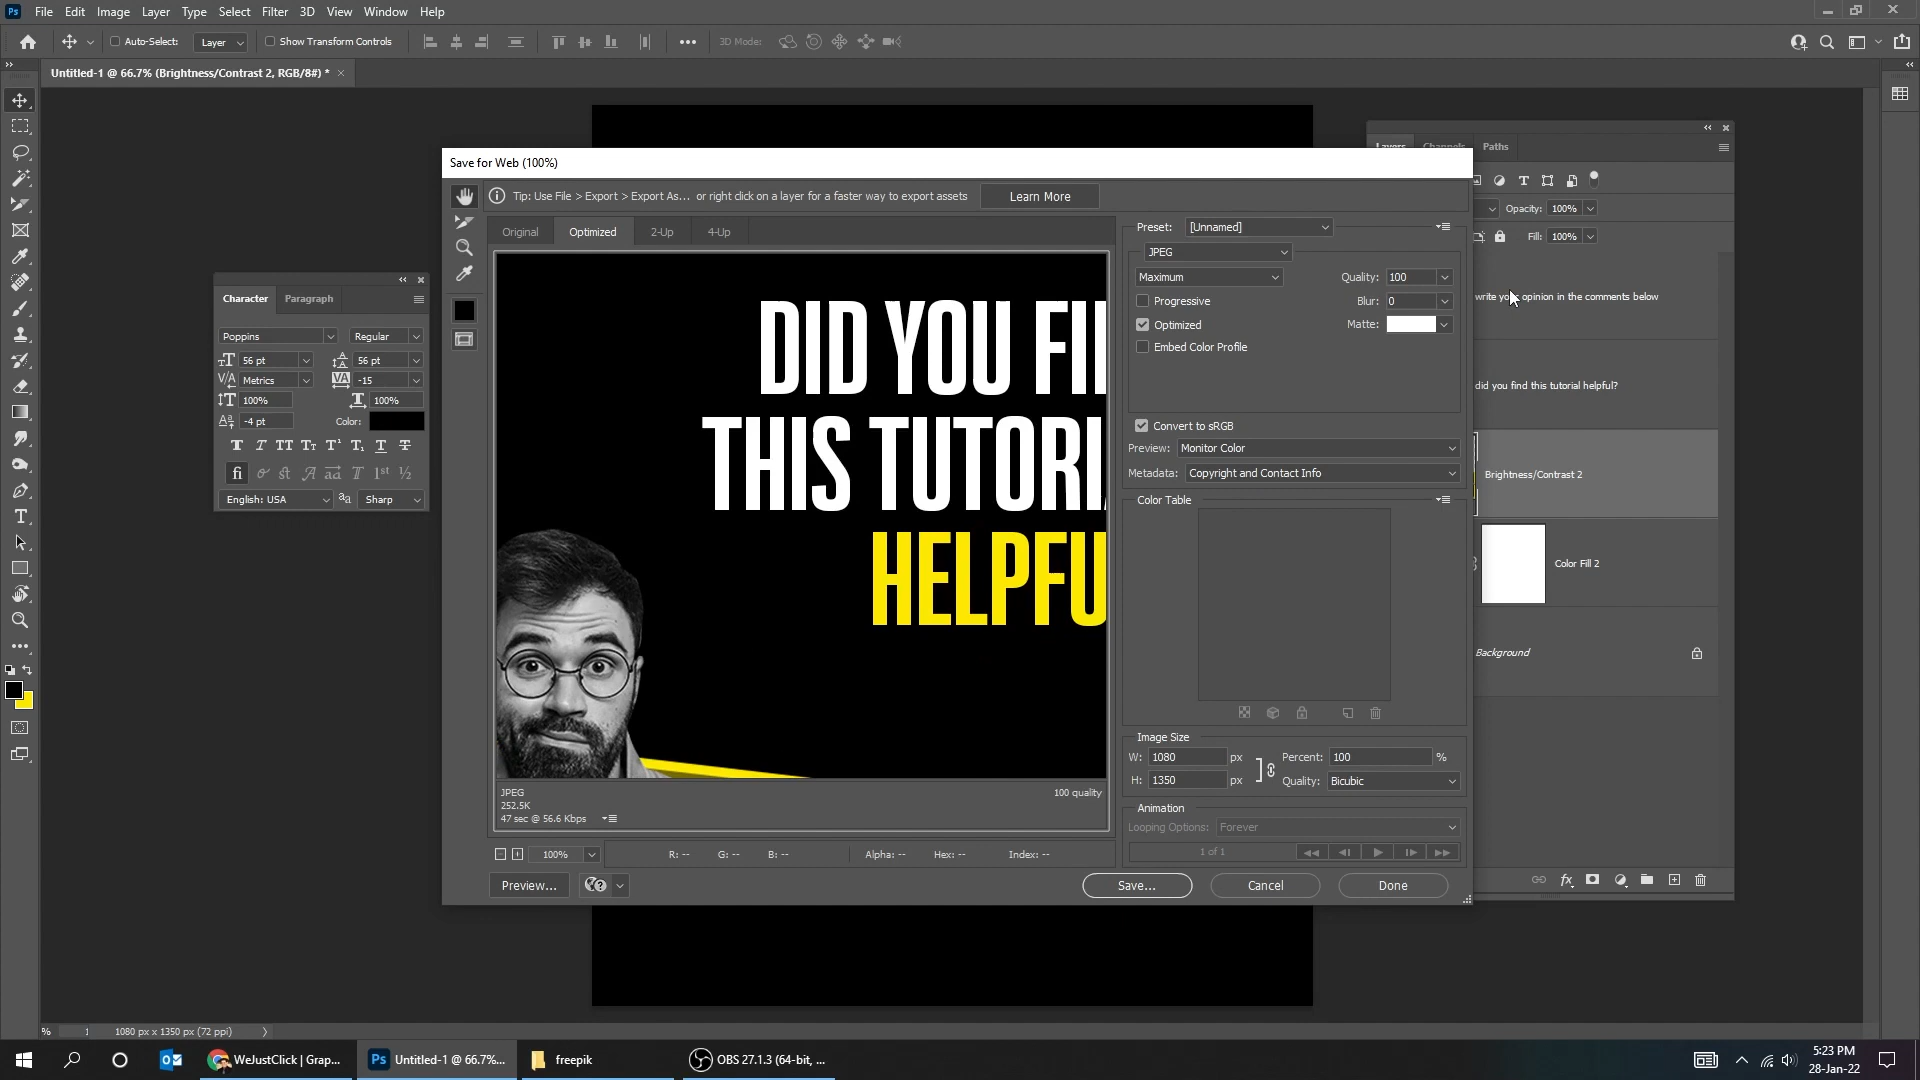 File Edit Image Layer Type Select Filter 3D View Window Help
Auto-Select: Layer Show Transform Controls 3D Mode:
Untitled-1 @ 66.7% (Brightness/Contrast 2, RGB/8#) *
Save for Web (100%)
Tip: Use File > Export > Export As... or right click on a layer for a faster way to export assets Learn More
Original Optimized 2-Up 4-Up
DID YOU FI
THIS TUTORI
HELPFU
JPEG
252.5K
47 sec @ 56.6 Kbps
100 quality
100% R: -- G: -- B: -- Alpha: -- Hex: -- Index: --
Preview... Save... Cancel Done
Preset: [Unnamed]
JPEG
Maximum Quality: 100
Progressive Blur: 0
Optimized Matte:
Embed Color Profile
Convert to sRGB
Preview: Monitor Color
Metadata: Copyright and Contact Info
Color Table
Image Size
W: 1080 px Percent: 100 %
H: 1350 px Quality: Bicubic
Animation
Looping Options: Forever
1 of 1
Character Paragraph
Poppins Regular
56 pt 56 pt
Metrics -15
100% 100%
-4 pt Color:
English: USA Sharp
Layers Channels Paths
Opacity: 100%
Fill: 100%
write your opinion in the comments below
did you find this tutorial helpful?
Brightness/Contrast 2
Color Fill 2
Background
% 1 1080 px x 1350 px (72 ppi)
WeJustClick | Grap... Untitled-1 @ 66.7%... freepik OBS 27.1.3 (64-bit, ...
5:23 PM
28-Jan-22